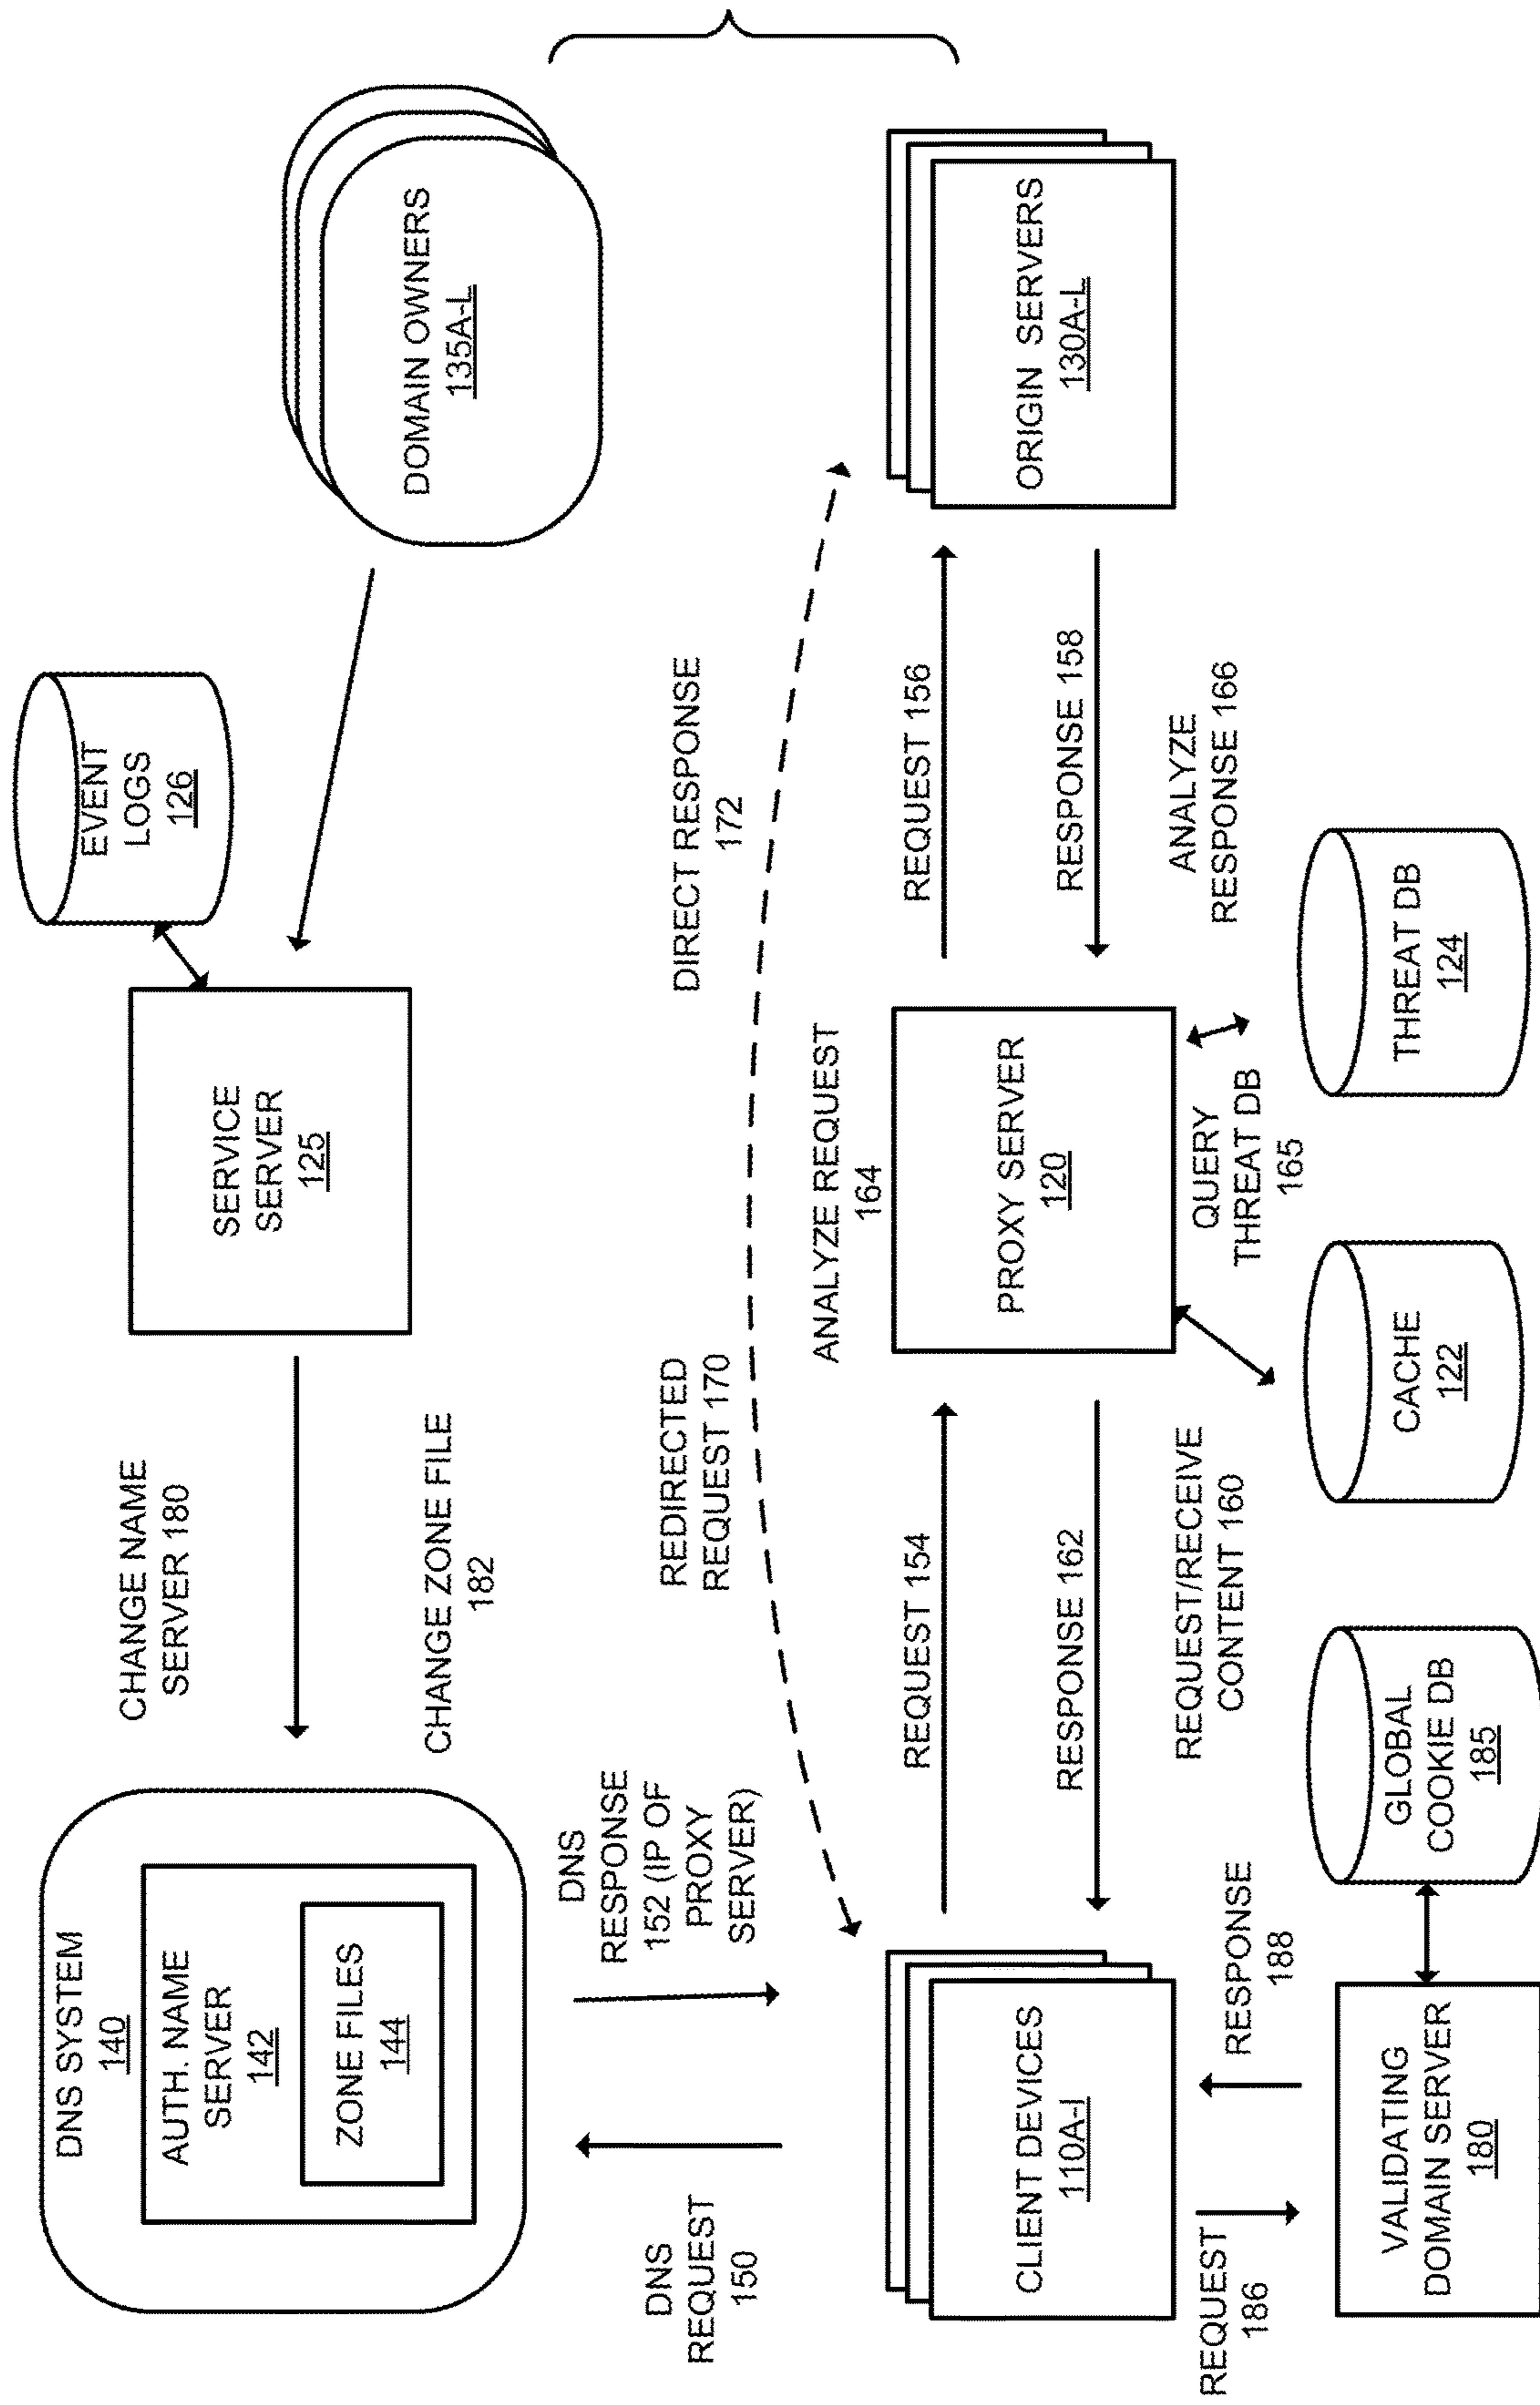 DNS SYSTEM
140
AUTH. NAME
SERVER
142
ZONE FILES
144
CHANGE NAME
SERVER 180
CHANGE ZONE FILE
182
SERVICE
SERVER
125
EVENT
LOGS
126
DOMAIN OWNERS
135A-L
DNS
REQUEST
150
DNS
RESPONSE
152 (IP OF
PROXY
SERVER)
REDIRECTED
REQUEST 170
DIRECT RESPONSE
172
ANALYZE REQUEST
164
CLIENT DEVICES
110A-I
REQUEST 154
RESPONSE 162
PROXY SERVER
120
REQUEST 156
RESPONSE 158
ORIGIN SERVERS
130A-L
REQUEST/RECEIVE
CONTENT 160
QUERY
THREAT DB
165
ANALYZE
RESPONSE 166
REQUEST
186
RESPONSE
188
VALIDATING
DOMAIN SERVER
180
GLOBAL
COOKIE DB
185
CACHE
122
THREAT DB
124